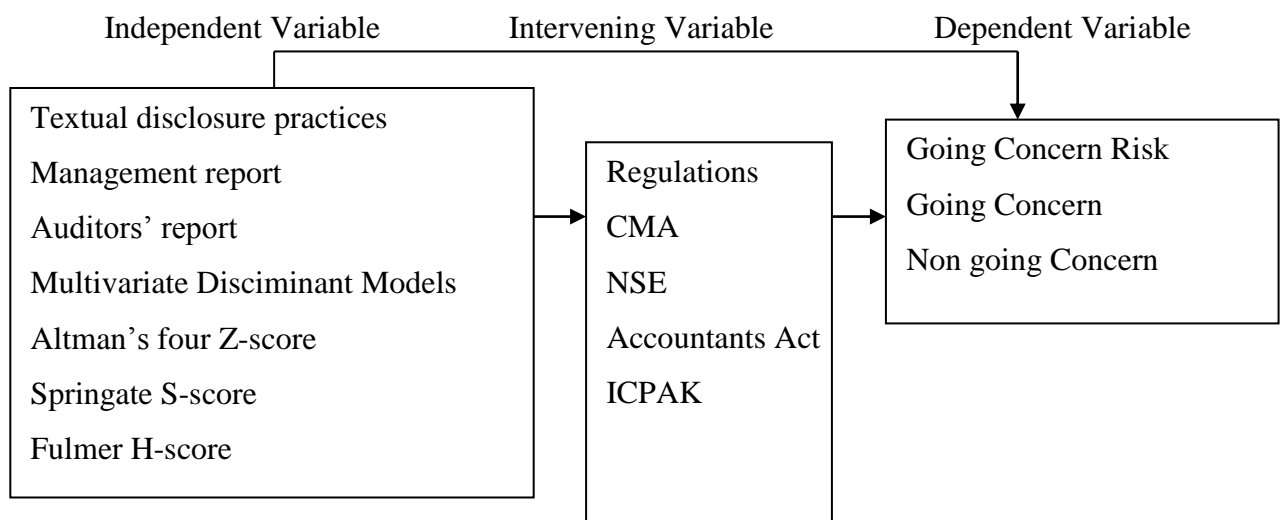 Independent Variable
Intervening Variable
Dependent Variable
Textual disclosure practices
Management report
Auditors’ report
Multivariate Disciminant Models
Altman’s four Z-score
Springate S-score
Fulmer H-score
Regulations
CMA
NSE
Accountants Act
ICPAK
Going Concern Risk
Going Concern
Non going Concern